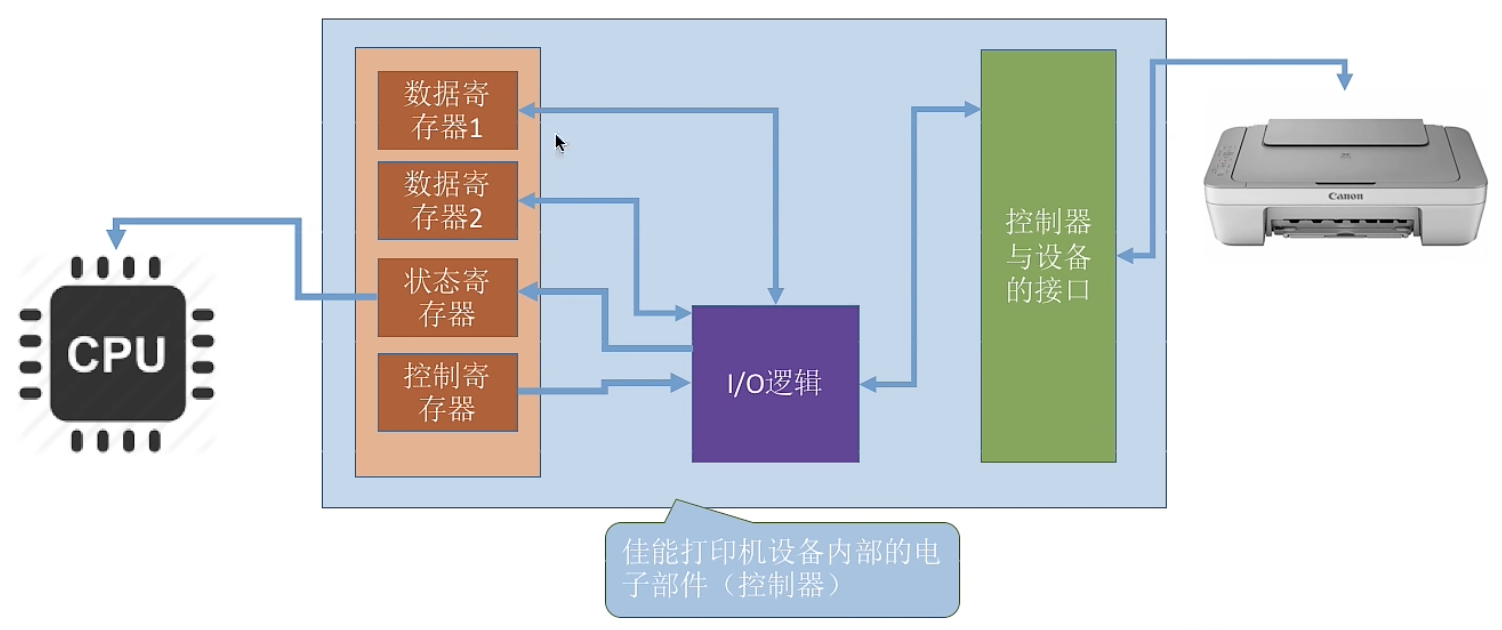 数据寄
存器1
数据寄
存器2
状态寄
存器
控制寄
存器
CPU
I/O逻辑
控制器
与设备
的接口
Canon
佳能打印机设备内部的电
子部件（控制器）